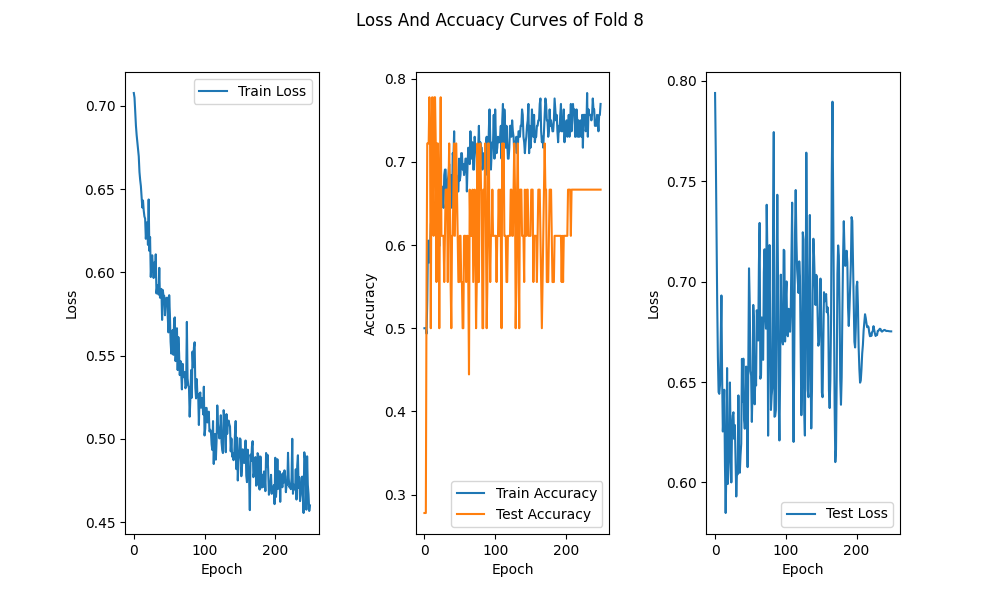 Loss And Accuacy Curves of Fold 8
Loss
0.70
0.65
0.60
0.55
0.50
0.45
0 100 200
Epoch
Train Loss
Accuracy
0.8
0.7
0.6
0.5
0.4
0.3
0 100 200
Epoch
Train Accuracy
Test Accuracy
Loss
0.80
0.75
0.70
0.65
0.60
0 100 200
Epoch
Test Loss